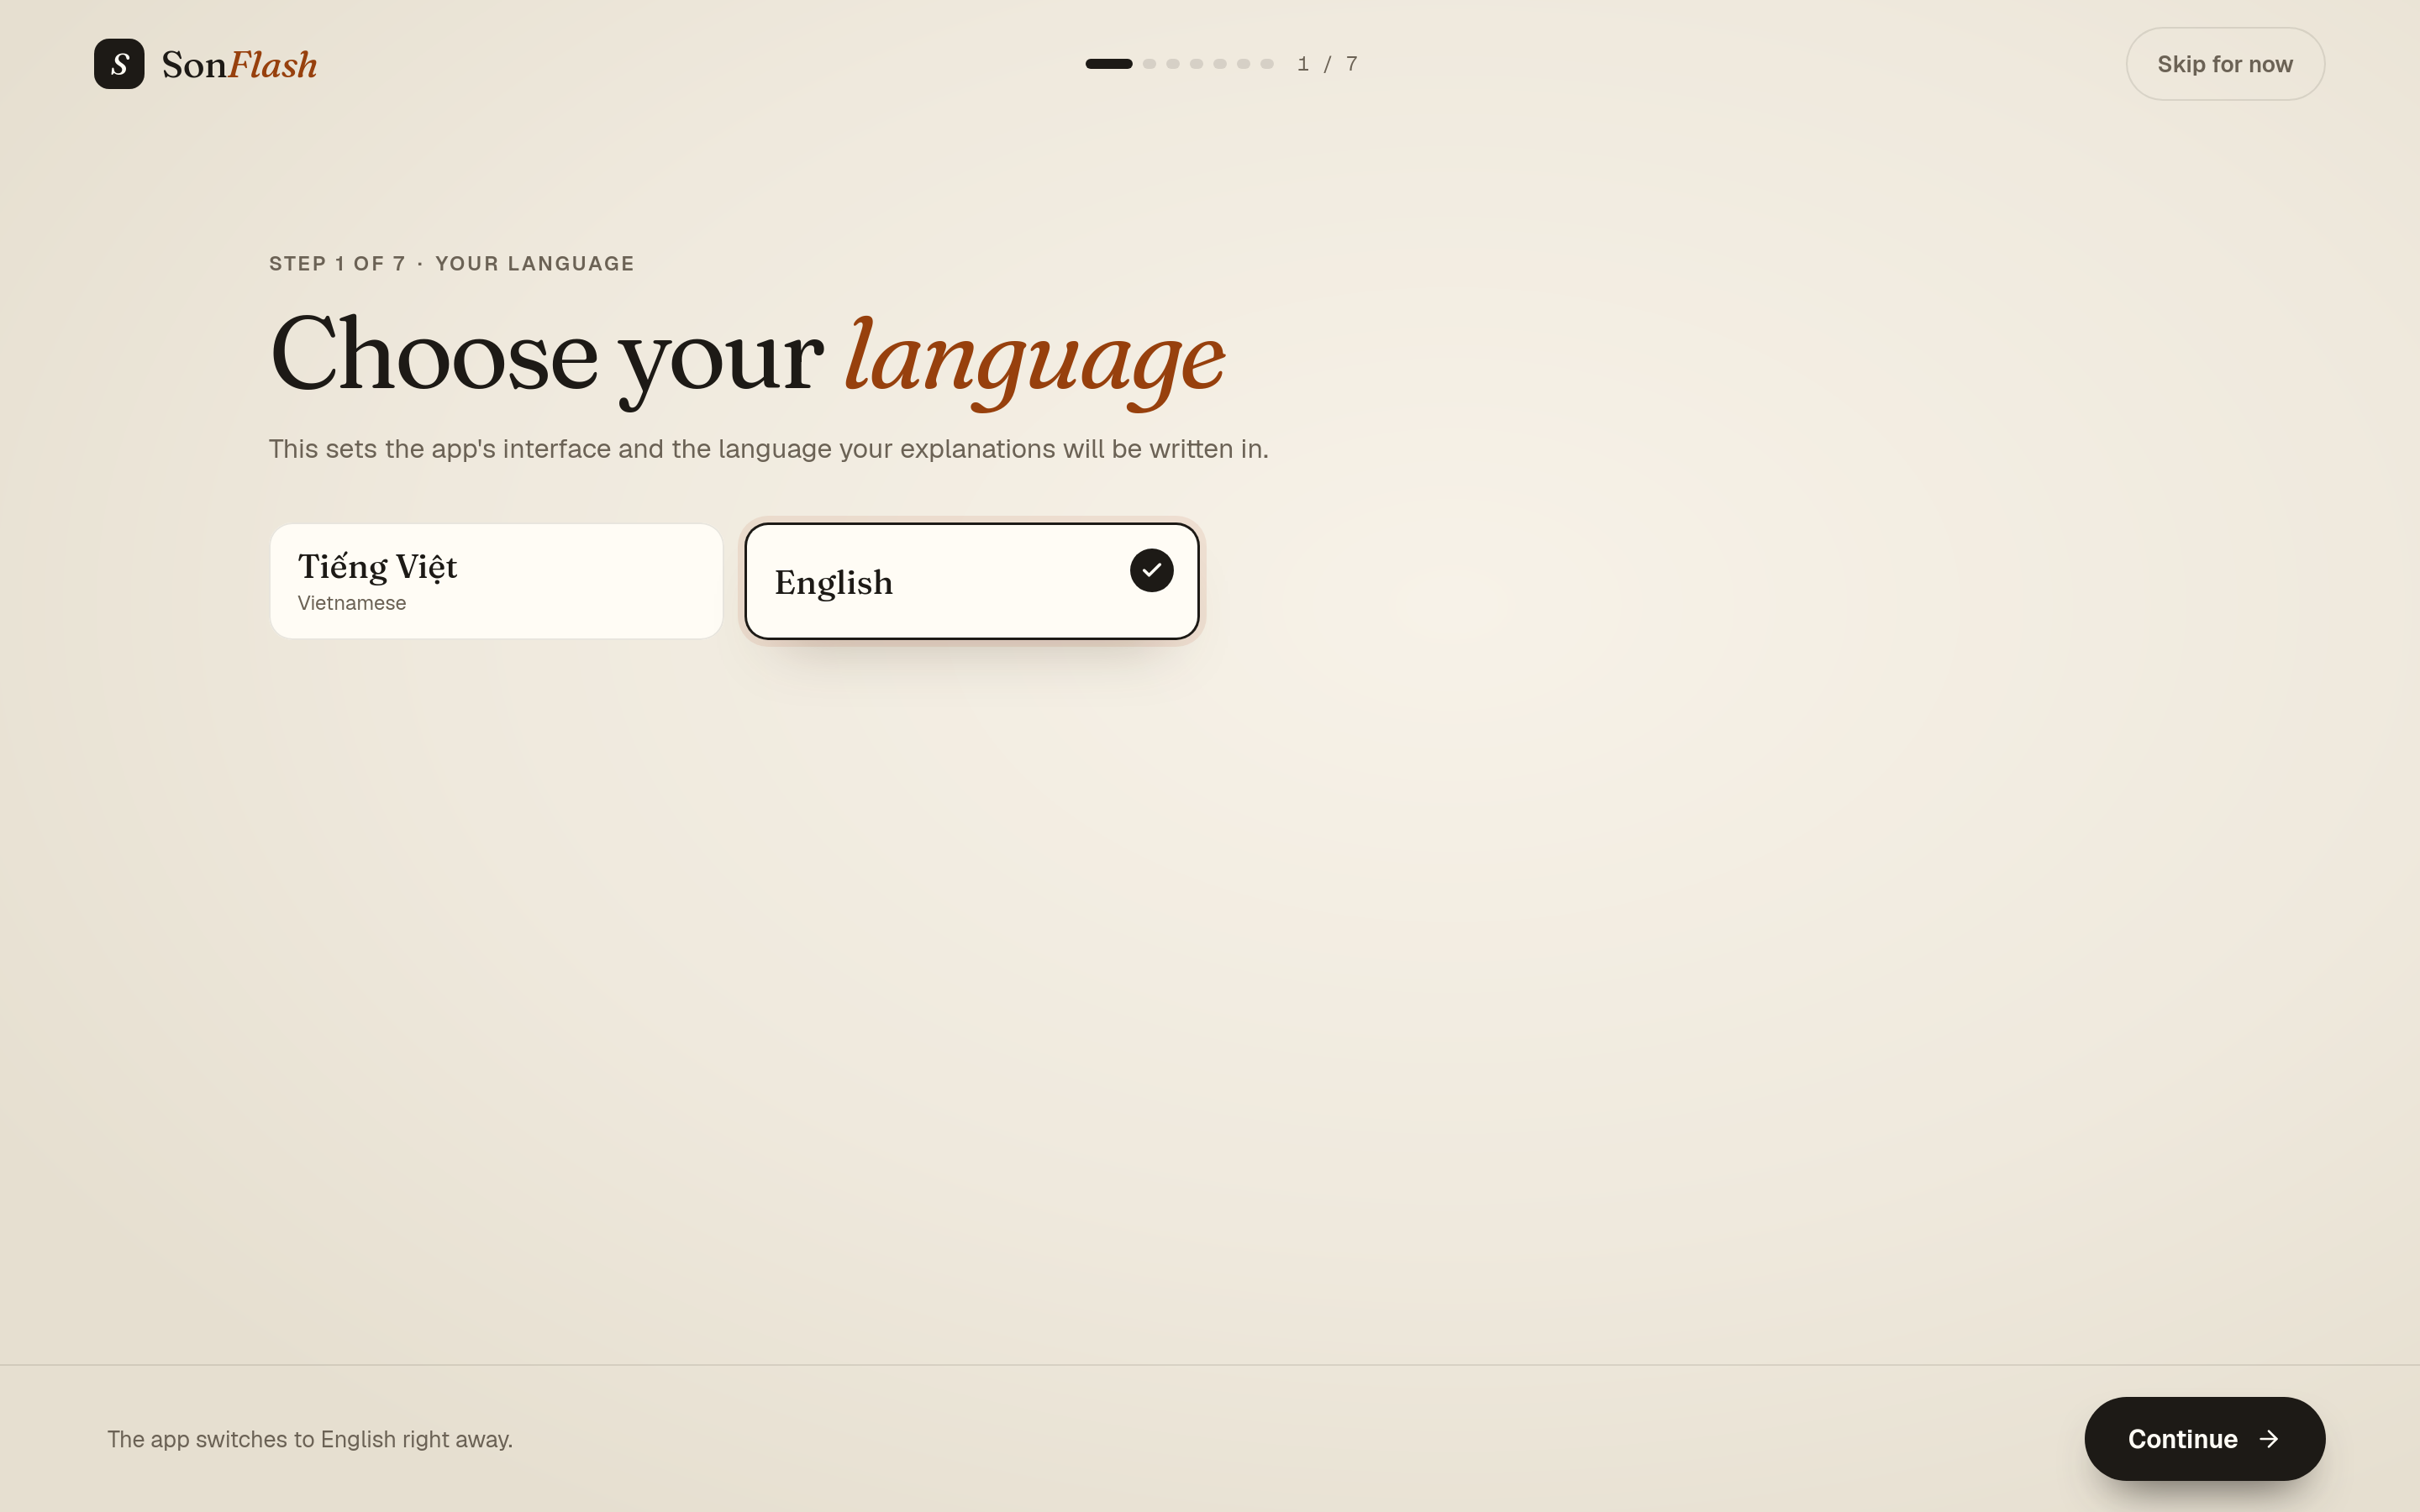 S SonFlash
1 / 7
Skip for now
STEP 1 OF 7 · YOUR LANGUAGE
Choose your language
This sets the app's interface and the language your explanations will be written in.
Tiếng Việt
Vietnamese
English
The app switches to English right away.
Continue →